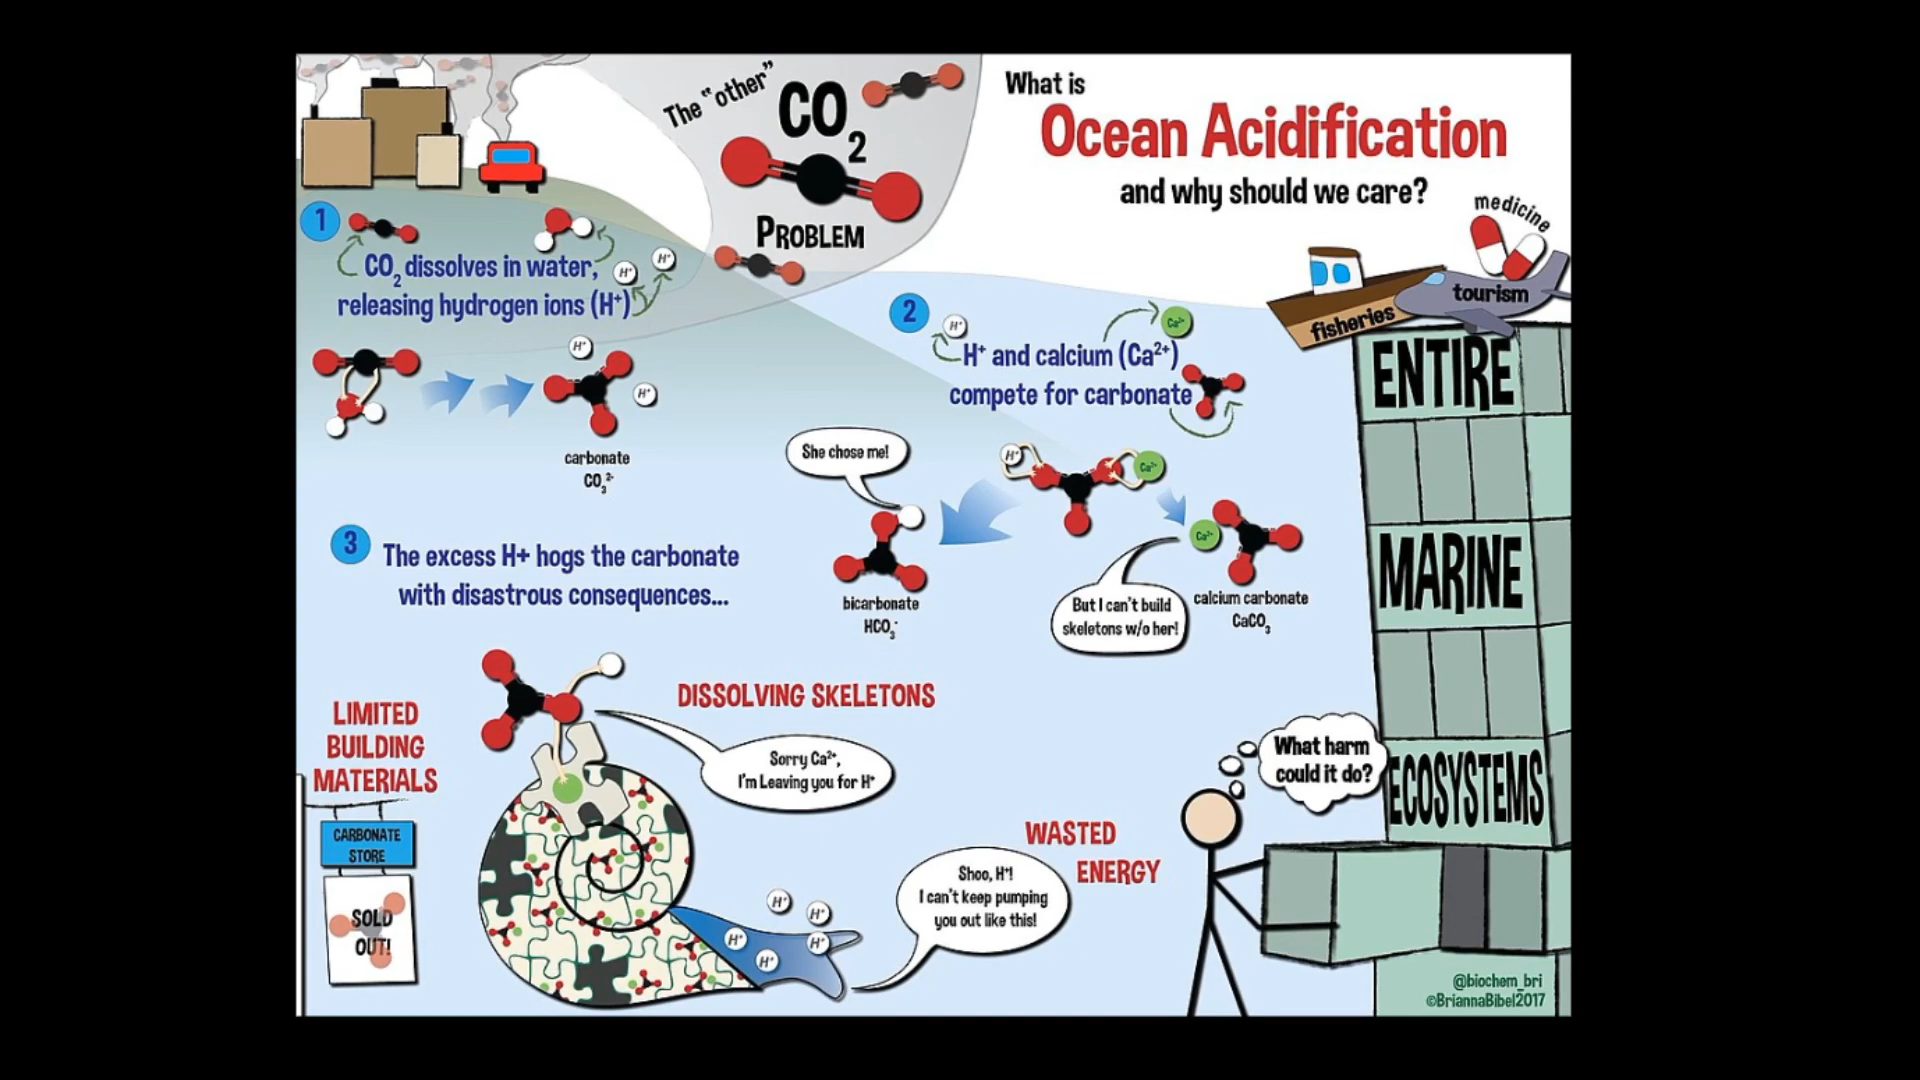 The "other"
CO2
PROBLEM
What is
Ocean Acidification
and why should we care?
medicine
tourism
fisheries
ENTIRE
MARINE
ECOSYSTEMS
1
CO2 dissolves in water,
releasing hydrogen ions (H⁺)
H⁺
H⁺
H⁺
H⁺
carbonate
CO₃²⁻
2
H⁺
Ca²⁺
H⁺ and calcium (Ca²⁺)
compete for carbonate
H⁺
Ca²⁺
She chose me!
Ca²⁺
bicarbonate
HCO₃⁻
But I can't build
skeletons w/o her!
calcium carbonate
CaCO₃
3
The excess H+ hogs the carbonate
with disastrous consequences...
LIMITED
BUILDING
MATERIALS
CARBONATE
STORE
SOLD
OUT!
DISSOLVING SKELETONS
Sorry Ca²⁺,
I'm Leaving you for H⁺
WASTED
ENERGY
Shoo, H⁺!
I can't keep pumping
you out like this!
H⁺
H⁺
H⁺
H⁺
H⁺
What harm
could it do?
@biochem_bri
©BriannaBibel2017